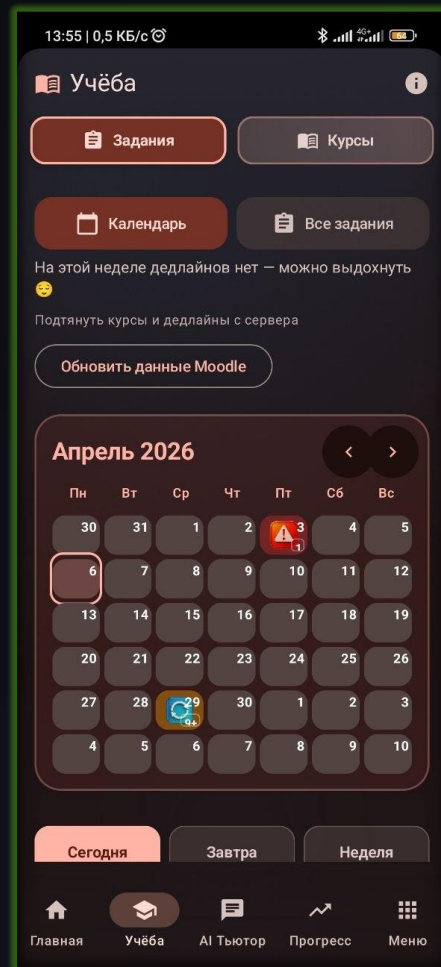 13:55 | 0,5 КБ/с
4G+
64
Учёба
Задания
Курсы
Календарь
Все задания
На этой неделе дедлайнов нет — можно выдохнуть
😌
Подтянуть курсы и дедлайны с сервера
Обновить данные Moodle
Апрель 2026
Пн Вт Ср Чт Пт Сб Вс
30 31 1 2 3 4 5
1
6 7 8 9 10 11 12
13 14 15 16 17 18 19
20 21 22 23 24 25 26
27 28 29 30 1 2 3
9+
4 5 6 7 8 9 10
Сегодня
Завтра
Неделя
Главная
Учёба
AI Тьютор
Прогресс
Меню